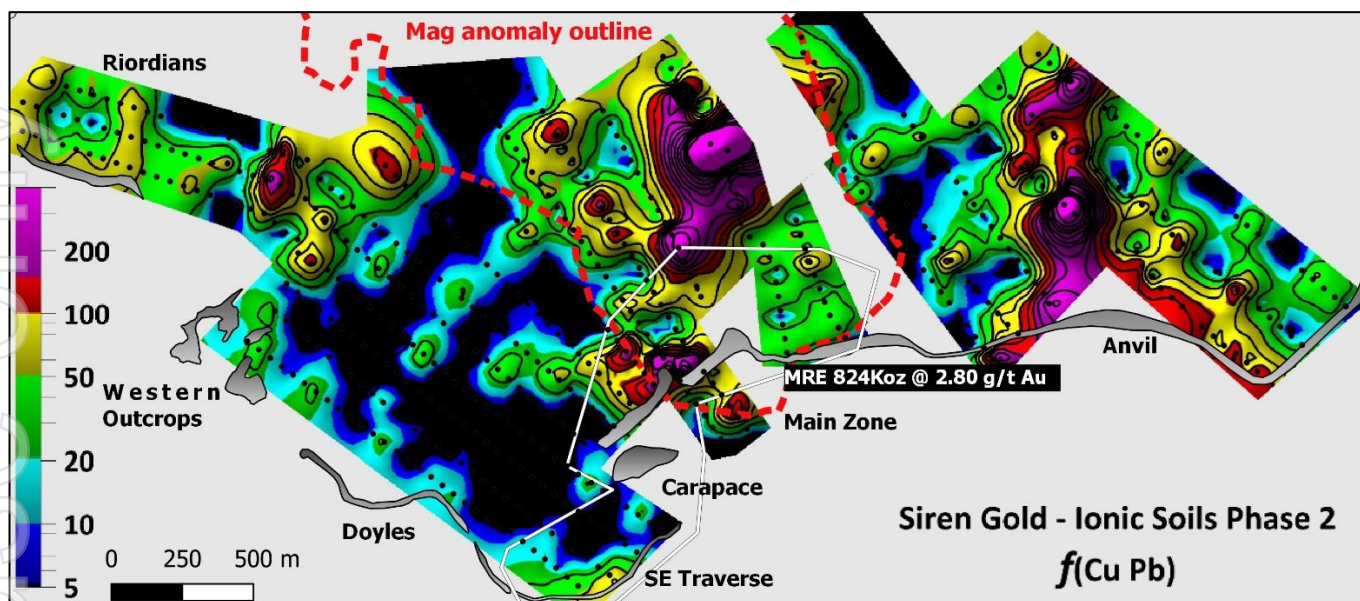 Mag anomaly outline
Riordians
200
100
50
20
10
5
Western
Outcrops
Anvil
MRE 824Koz @ 2.80 g/t Au
Main Zone
Carapace
Doyles
SE Traverse
0 250 500 m
Siren Gold - Ionic Soils Phase 2
f(Cu Pb)